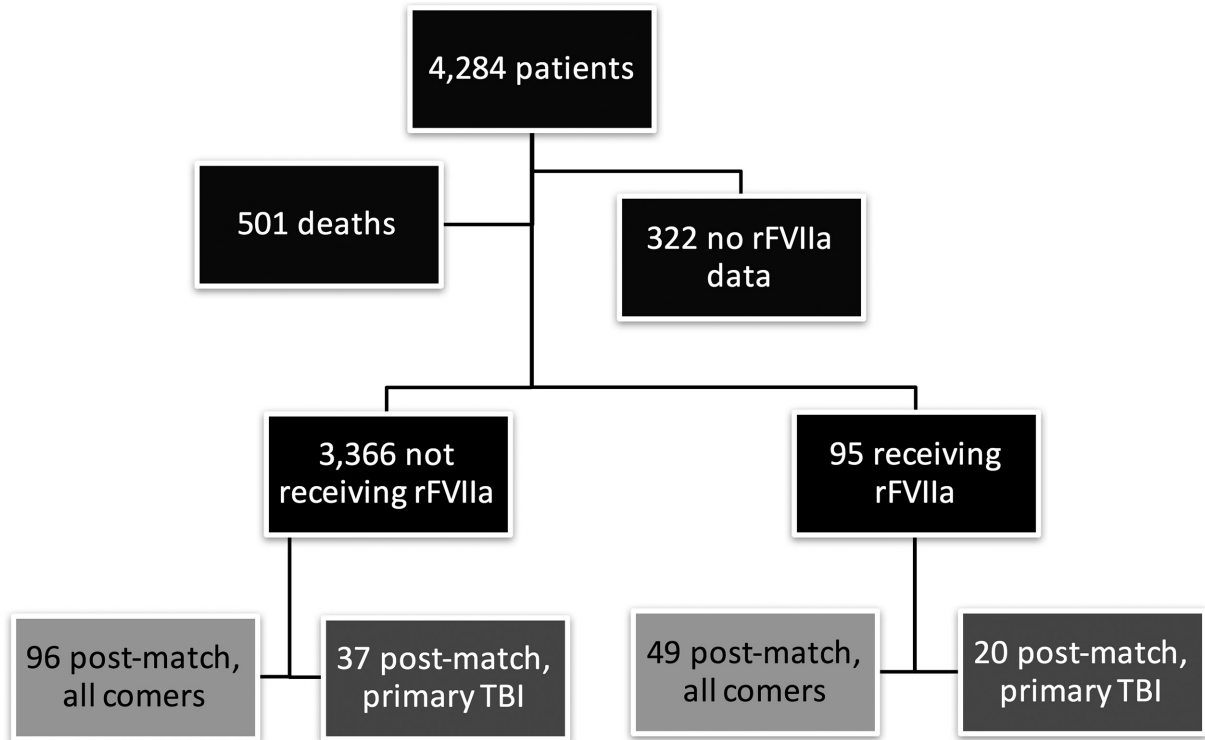 4,284 patients
501 deaths
322 no rFVIIa
data
3,366 not
receiving rFVIIa
95 receiving
rFVIIa
96 post-match,
all comers
37 post-match,
primary TBI
49 post-match,
all comers
20 post-match,
primary TBI